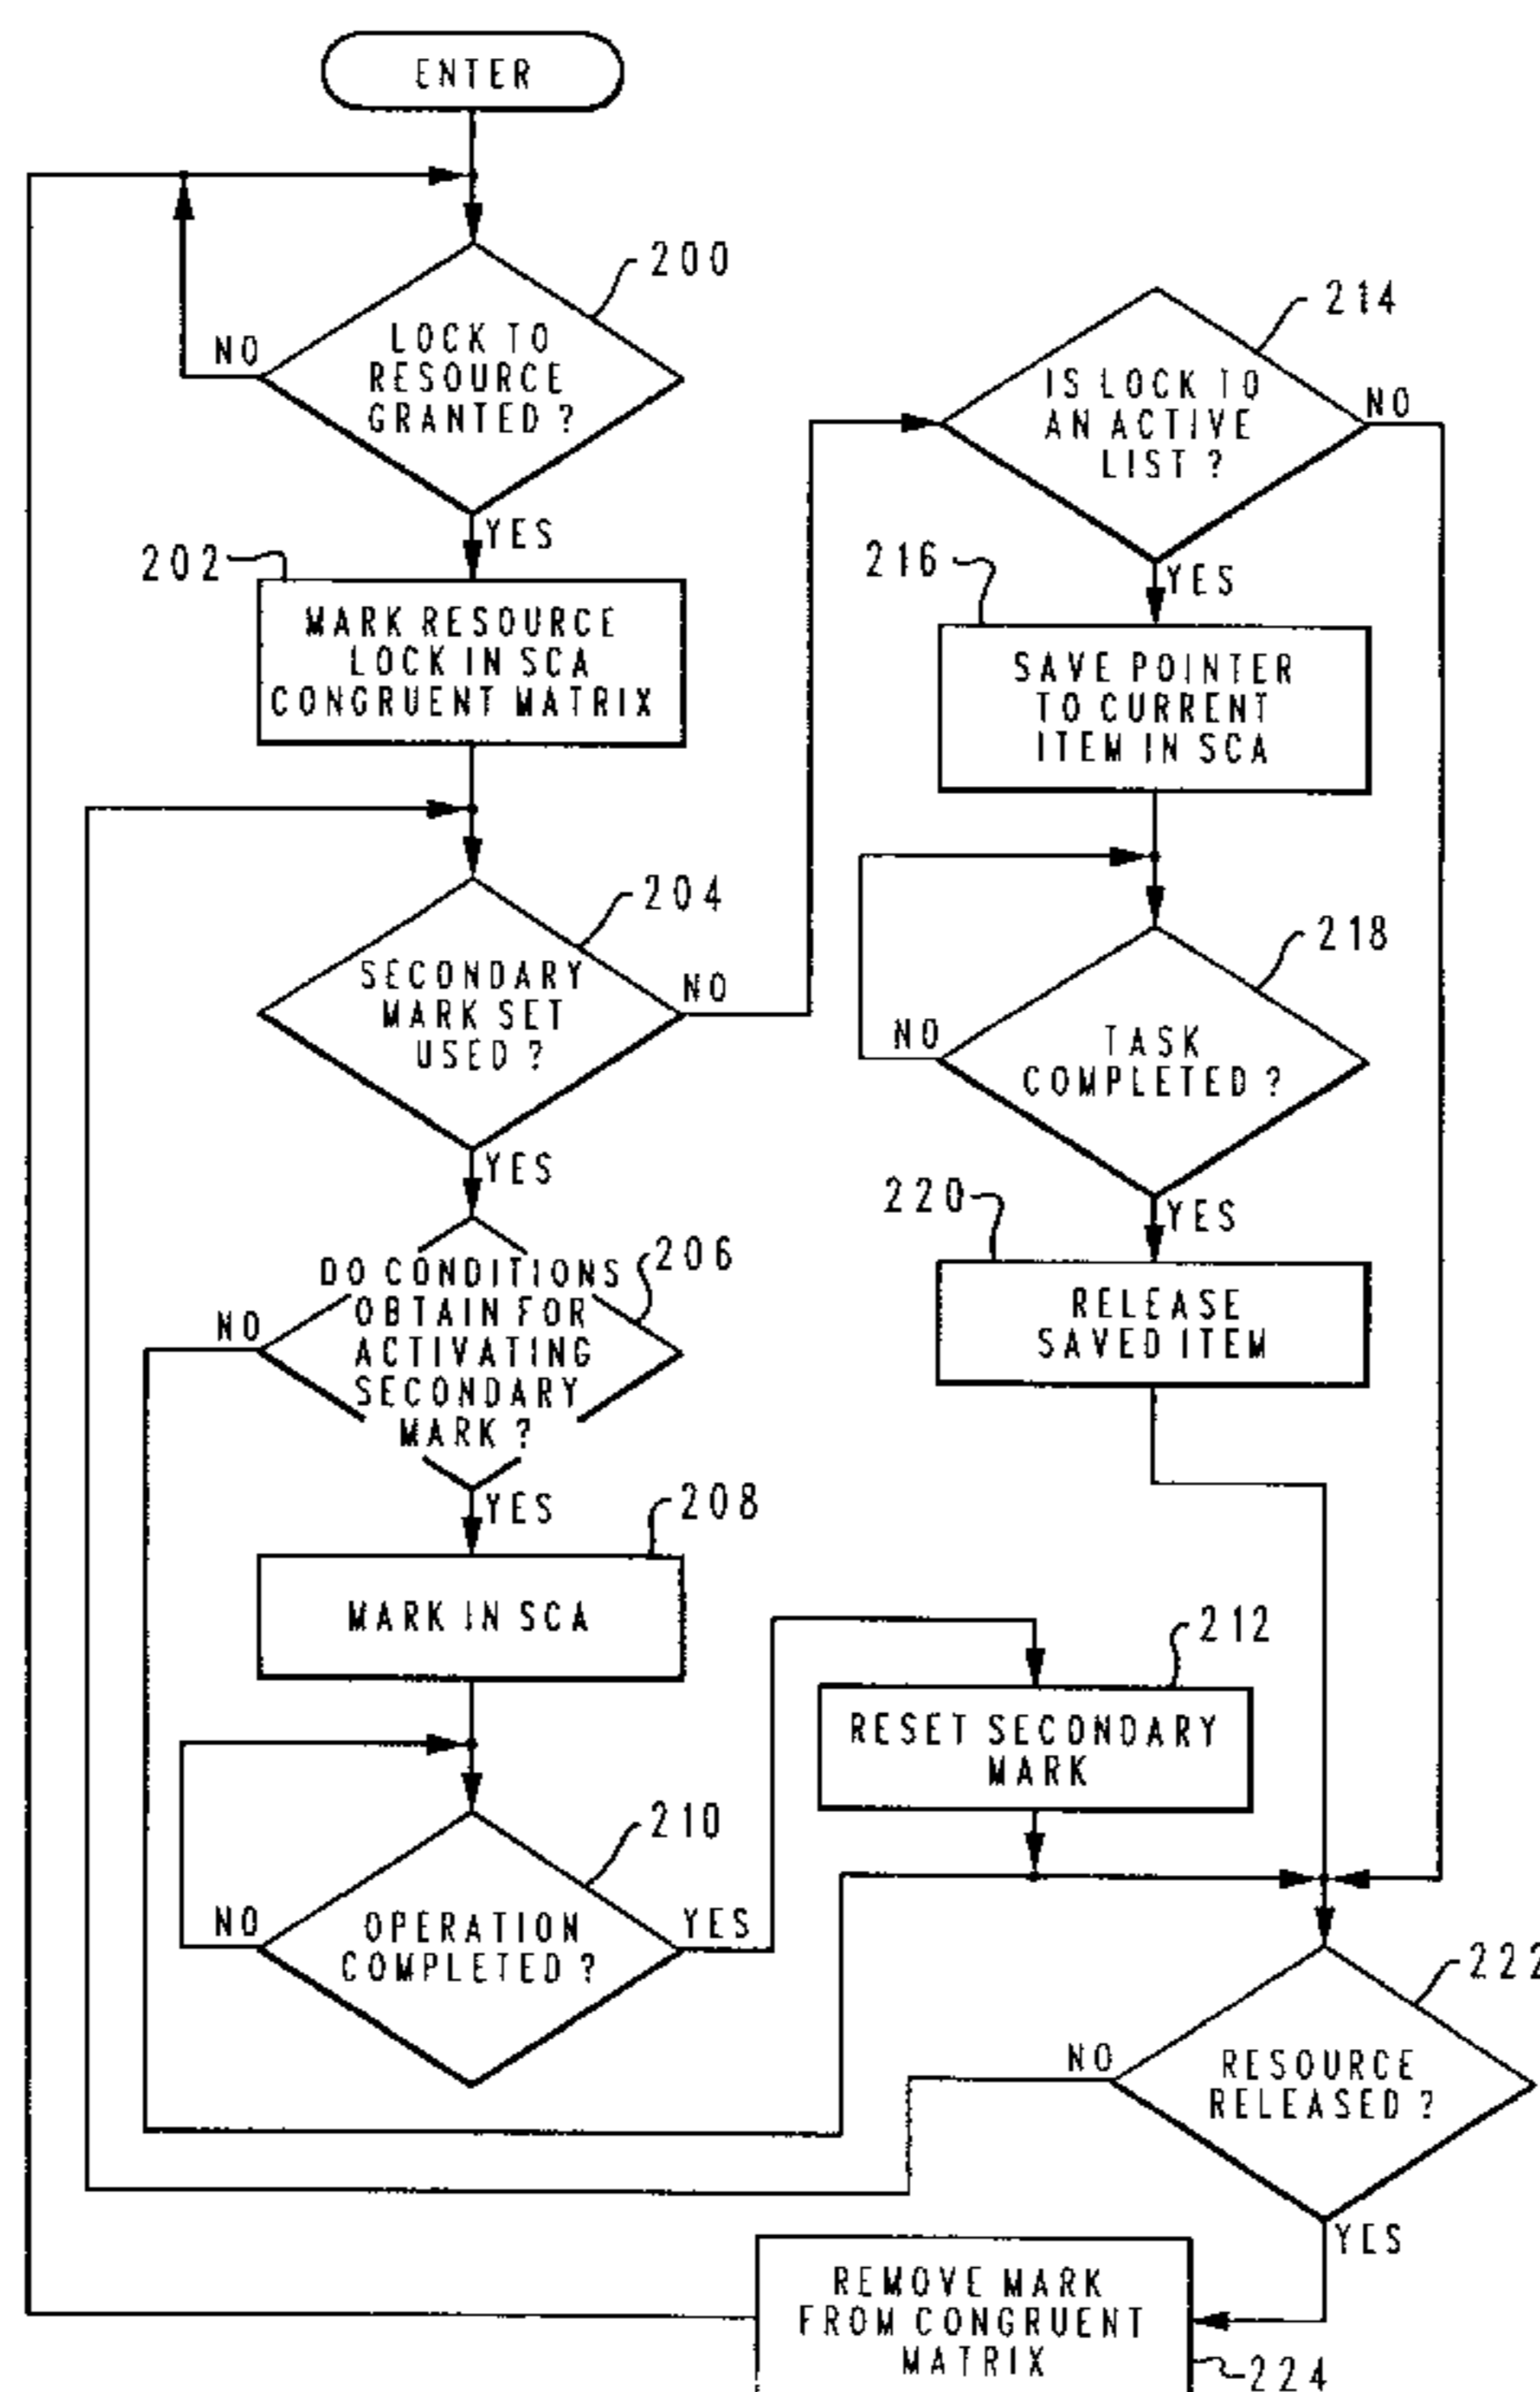 ENTER
200
LOCK TO
RESOURCE
GRANTED ?
NO
YES
202
MARK RESOURCE
LOCK IN SCA
CONGRUENT MATRIX
204
SECONDARY
MARK SET
USED ?
NO
YES
206
DO CONDITIONS
OBTAIN FOR
ACTIVATING
SECONDARY
MARK ?
NO
YES
208
MARK IN SCA
210
OPERATION
COMPLETED ?
NO
YES
212
RESET SECONDARY
MARK
214
IS LOCK TO
AN ACTIVE
LIST ?
NO
YES
216
SAVE POINTER
TO CURRENT
ITEM IN SCA
218
TASK
COMPLETED ?
NO
YES
220
RELEASE
SAVED ITEM
222
RESOURCE
RELEASED ?
NO
YES
REMOVE MARK
FROM CONGRUENT
MATRIX
224